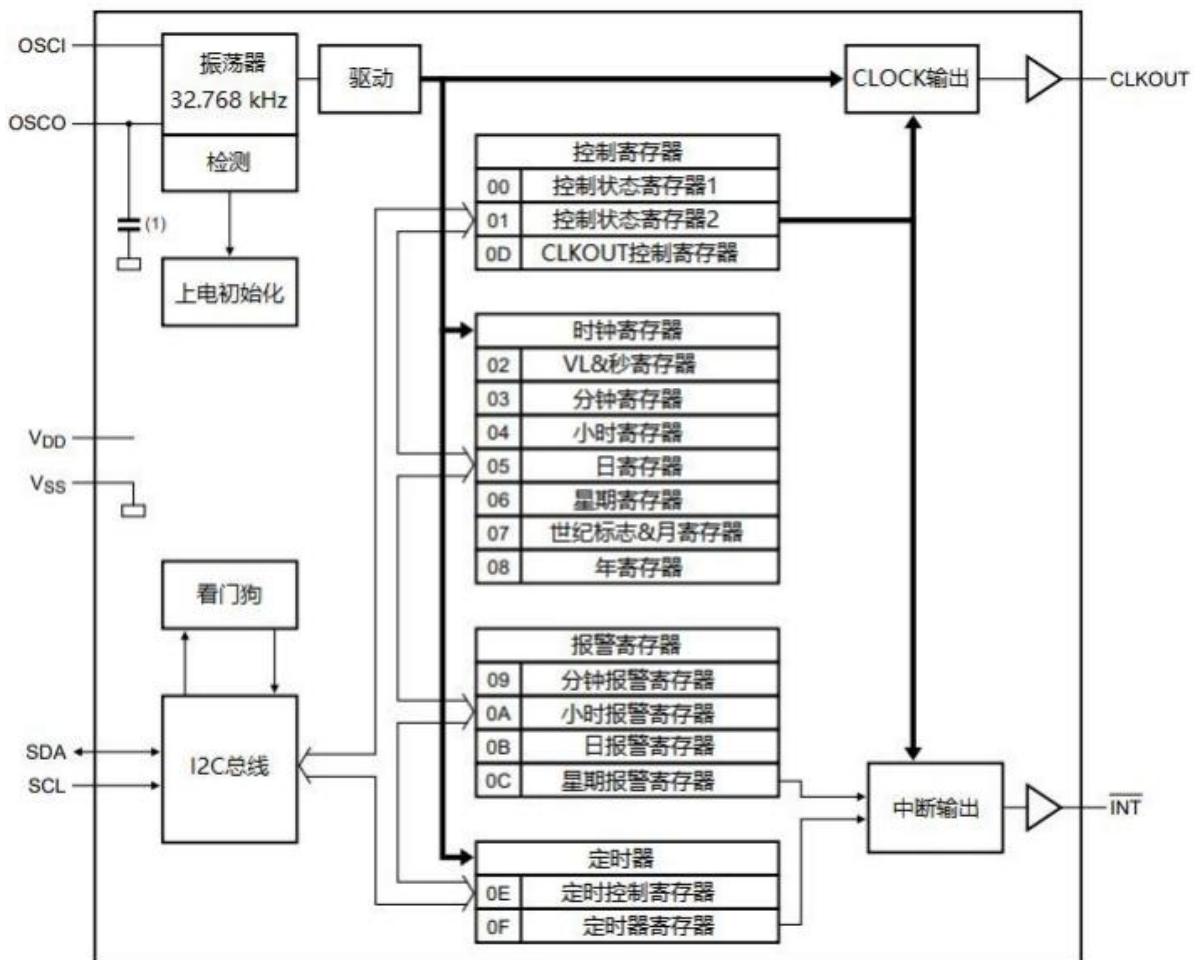 OSCI
振荡器
32.768 kHz
驱动
CLOCK输出
CLKOUT
OSCO
检测
(1)
上电初始化
控制寄存器
00 控制状态寄存器1
01 控制状态寄存器2
0D CLKOUT控制寄存器
时钟寄存器
02 VL&秒寄存器
03 分钟寄存器
04 小时寄存器
05 日寄存器
06 星期寄存器
07 世纪标志&月寄存器
08 年寄存器
VDD
VSS
看门狗
报警寄存器
09 分钟报警寄存器
0A 小时报警寄存器
0B 日报警寄存器
0C 星期报警寄存器
SDA
SCL
I2C总线
中断输出
INT
定时器
0E 定时控制寄存器
0F 定时器寄存器